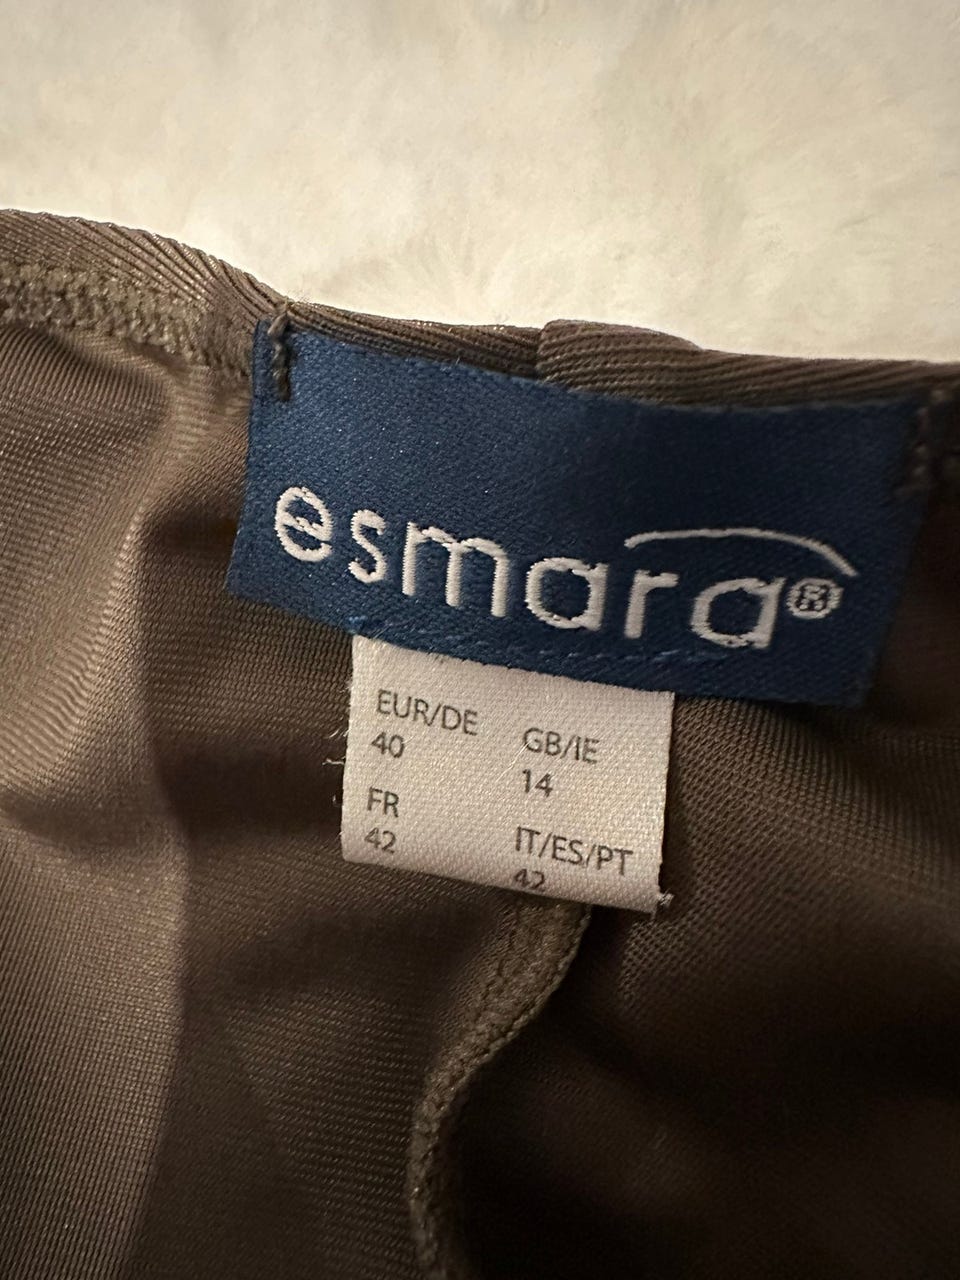 esmara®
EUR/DE
40
GB/IE
14
FR
42
IT/ES/PT
42